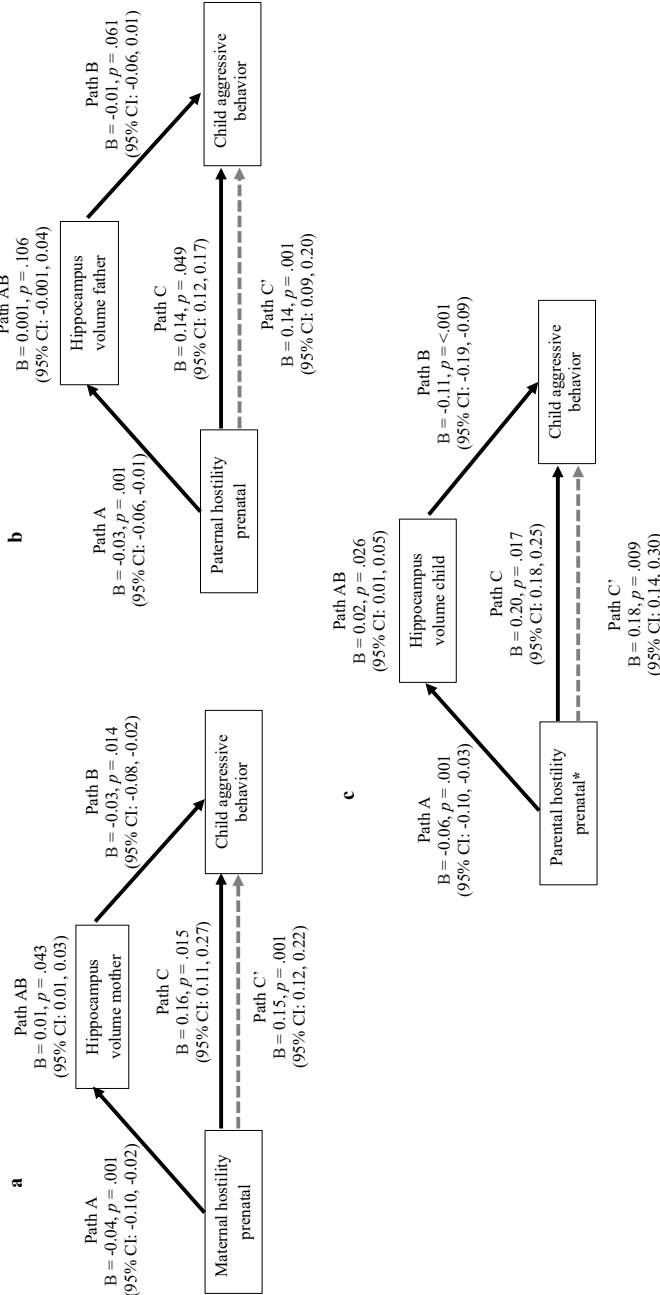 a
Path AB
B = 0.01, p = .043
(95% CI: 0.01, 0.03)
Hippocampus
volume mother
Path A
B = -0.04, p = .001
(95% CI: -0.10, -0.02)
Path B
B = -0.03, p = .014
(95% CI: -0.08, -0.02)
Maternal hostility
prenatal
Path C
B = 0.16, p = .015
(95% CI: 0.11, 0.27)
Path C'
B = 0.15, p = .001
(95% CI: 0.12, 0.22)
Child aggressive
behavior
b
Path AB
B = 0.001, p = .106
(95% CI: -0.001, 0.04)
Hippocampus
volume father
Path A
B = -0.03, p = .001
(95% CI: -0.06, -0.01)
Path B
B = -0.01, p = .061
(95% CI: -0.06, 0.01)
Paternal hostility
prenatal
Path C
B = 0.14, p = .049
(95% CI: 0.12, 0.17)
Path C'
B = 0.14, p = .001
(95% CI: 0.09, 0.20)
Child aggressive
behavior
c
Path AB
B = 0.02, p = .026
(95% CI: 0.01, 0.05)
Hippocampus
volume child
Path A
B = -0.06, p = .001
(95% CI: -0.10, -0.03)
Path B
B = -0.11, p = <.001
(95% CI: -0.19, -0.09)
Parental hostility
prenatal*
Path C
B = 0.20, p = .017
(95% CI: 0.18, 0.25)
Path C'
B = 0.18, p = .009
(95% CI: 0.14, 0.30)
Child aggressive
behavior